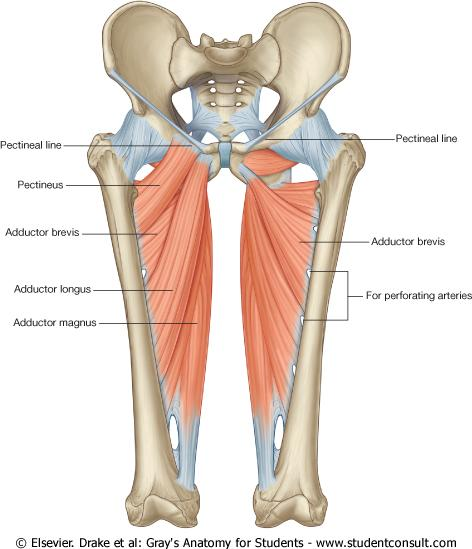 Pectineal line
Pectineal line
Pectineus
Adductor brevis
Adductor brevis
Adductor longus
For perforating arteries
Adductor magnus
© Elsevier. Drake et al: Gray's Anatomy for Students - www.studentconsult.com